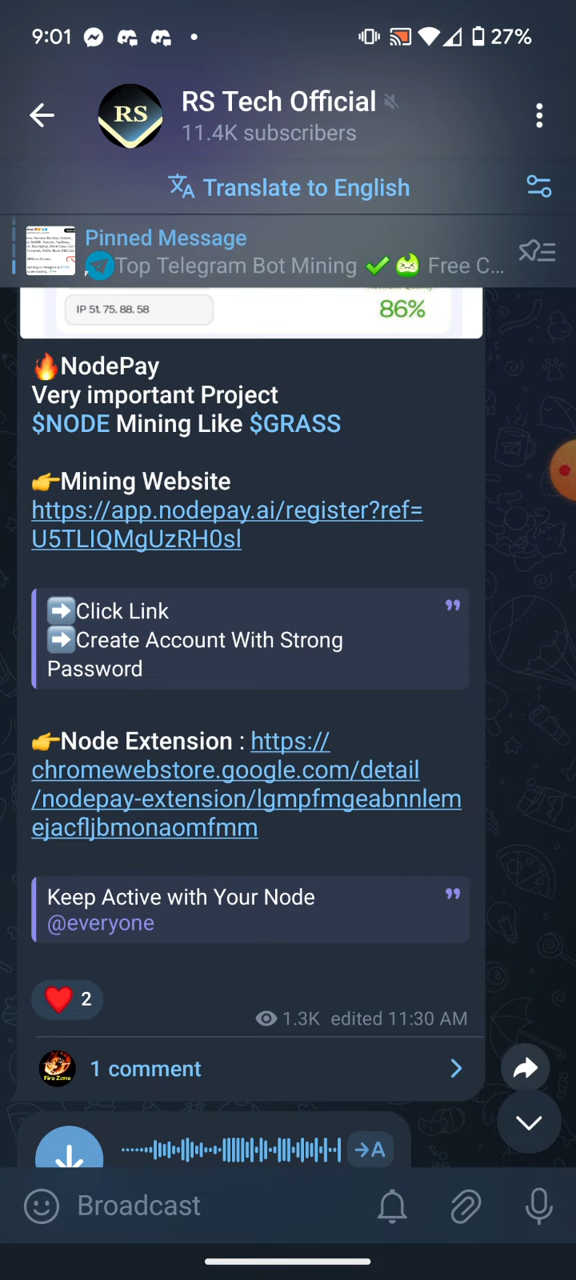 9:01
27%
RS
RS Tech Official
11.4K subscribers
Translate to English
Pinned Message
Top Telegram Bot Mining ✔ Free C...
IP 51. 75. 88. 58
86%
🔥NodePay
Very important Project
$NODE Mining Like $GRASS
👉Mining Website
https://app.nodepay.ai/register?ref=
U5TLIQMgUzRH0sl
➡Click Link
➡Create Account With Strong
Password
👉Node Extension : https://
chromewebstore.google.com/detail
/nodepay-extension/lgmpfmgeabnnlem
ejacfljbmonaomfmm
Keep Active with Your Node
@everyone
❤ 2
1.3K edited 11:30 AM
Fire Zone
1 comment
→A
Broadcast